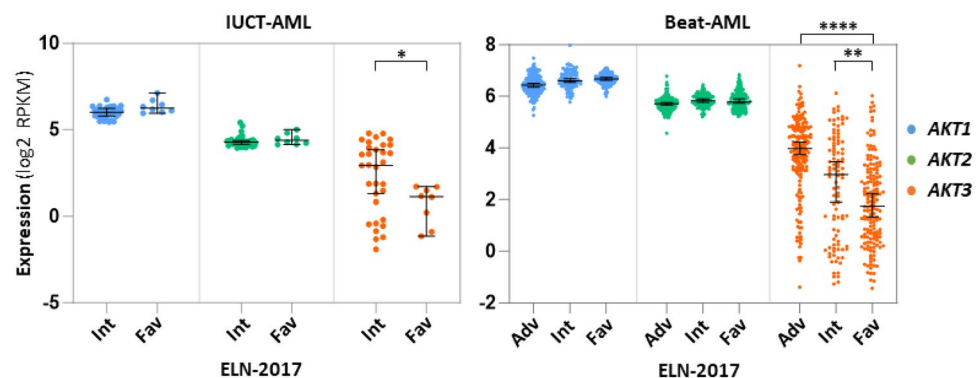 IUCT-AML
Beat-AML
Expression (log2 RPKM)
10
5
0
-5
*
Int Fav Int Fav Int Fav
ELN-2017
8
6
4
2
0
-2
****
**
Adv Int Fav Adv Int Fav Adv Int Fav
ELN-2017
AKT1
AKT2
AKT3